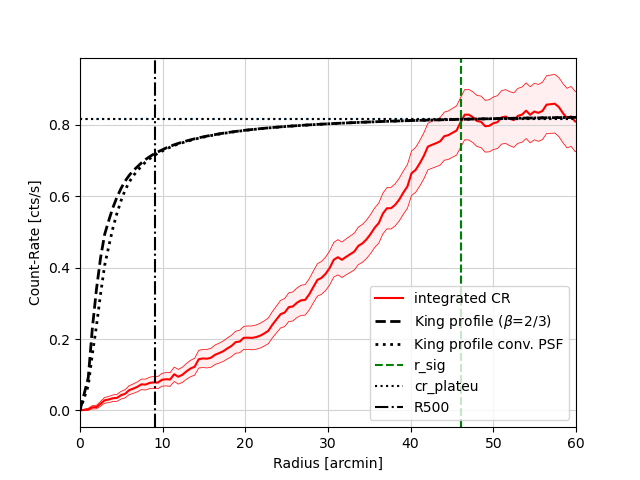 0.8
0.6
0.4
0.2
0.0
Count-Rate [cts/s]
integrated CR
King profile (β=2/3)
King profile conv. PSF
r_sig
cr_plateu
R500
0 10 20 30 40 50 60
Radius [arcmin]